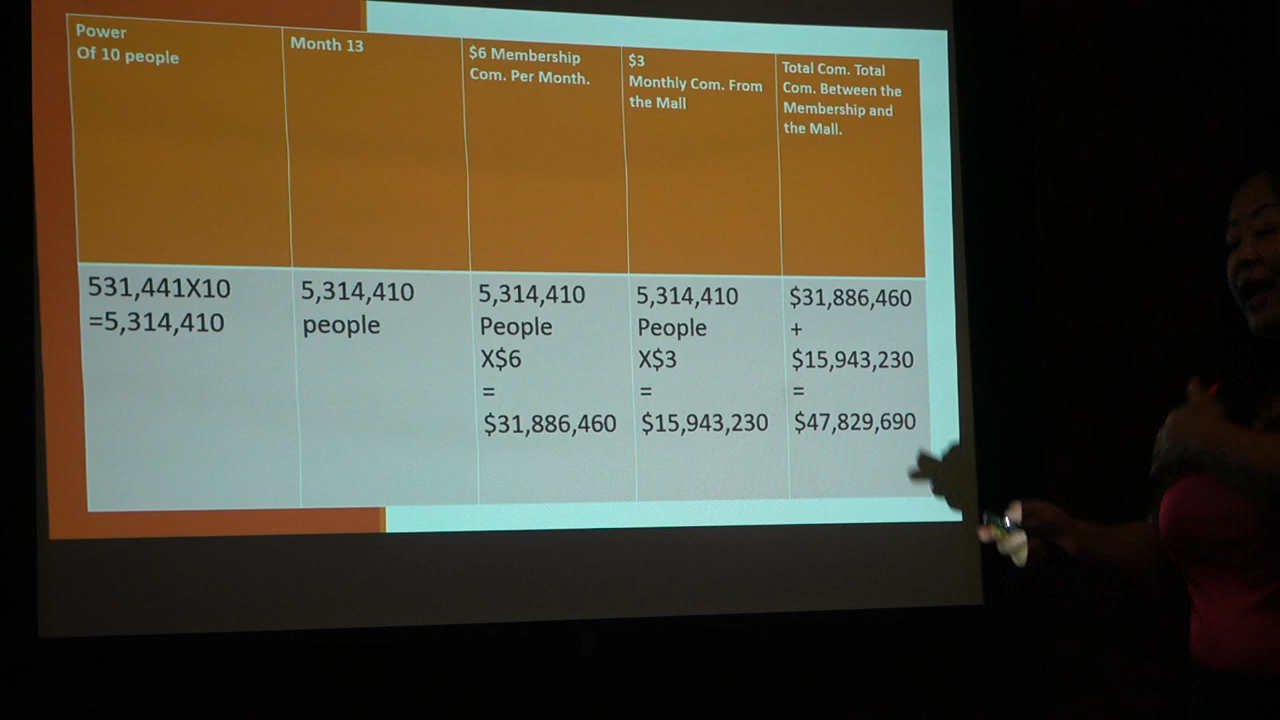 Power
Of 10 people
Month 13
$6 Membership
Com. Per Month.
$3
Monthly Com. From
the Mall
Total Com. Total
Com. Between the
Membership and
the Mall.
531,441X10
=5,314,410
5,314,410
people
5,314,410
People
X$6
=
$31,886,460
5,314,410
People
X$3
=
$15,943,230
$31,886,460
+
$15,943,230
=
$47,829,690